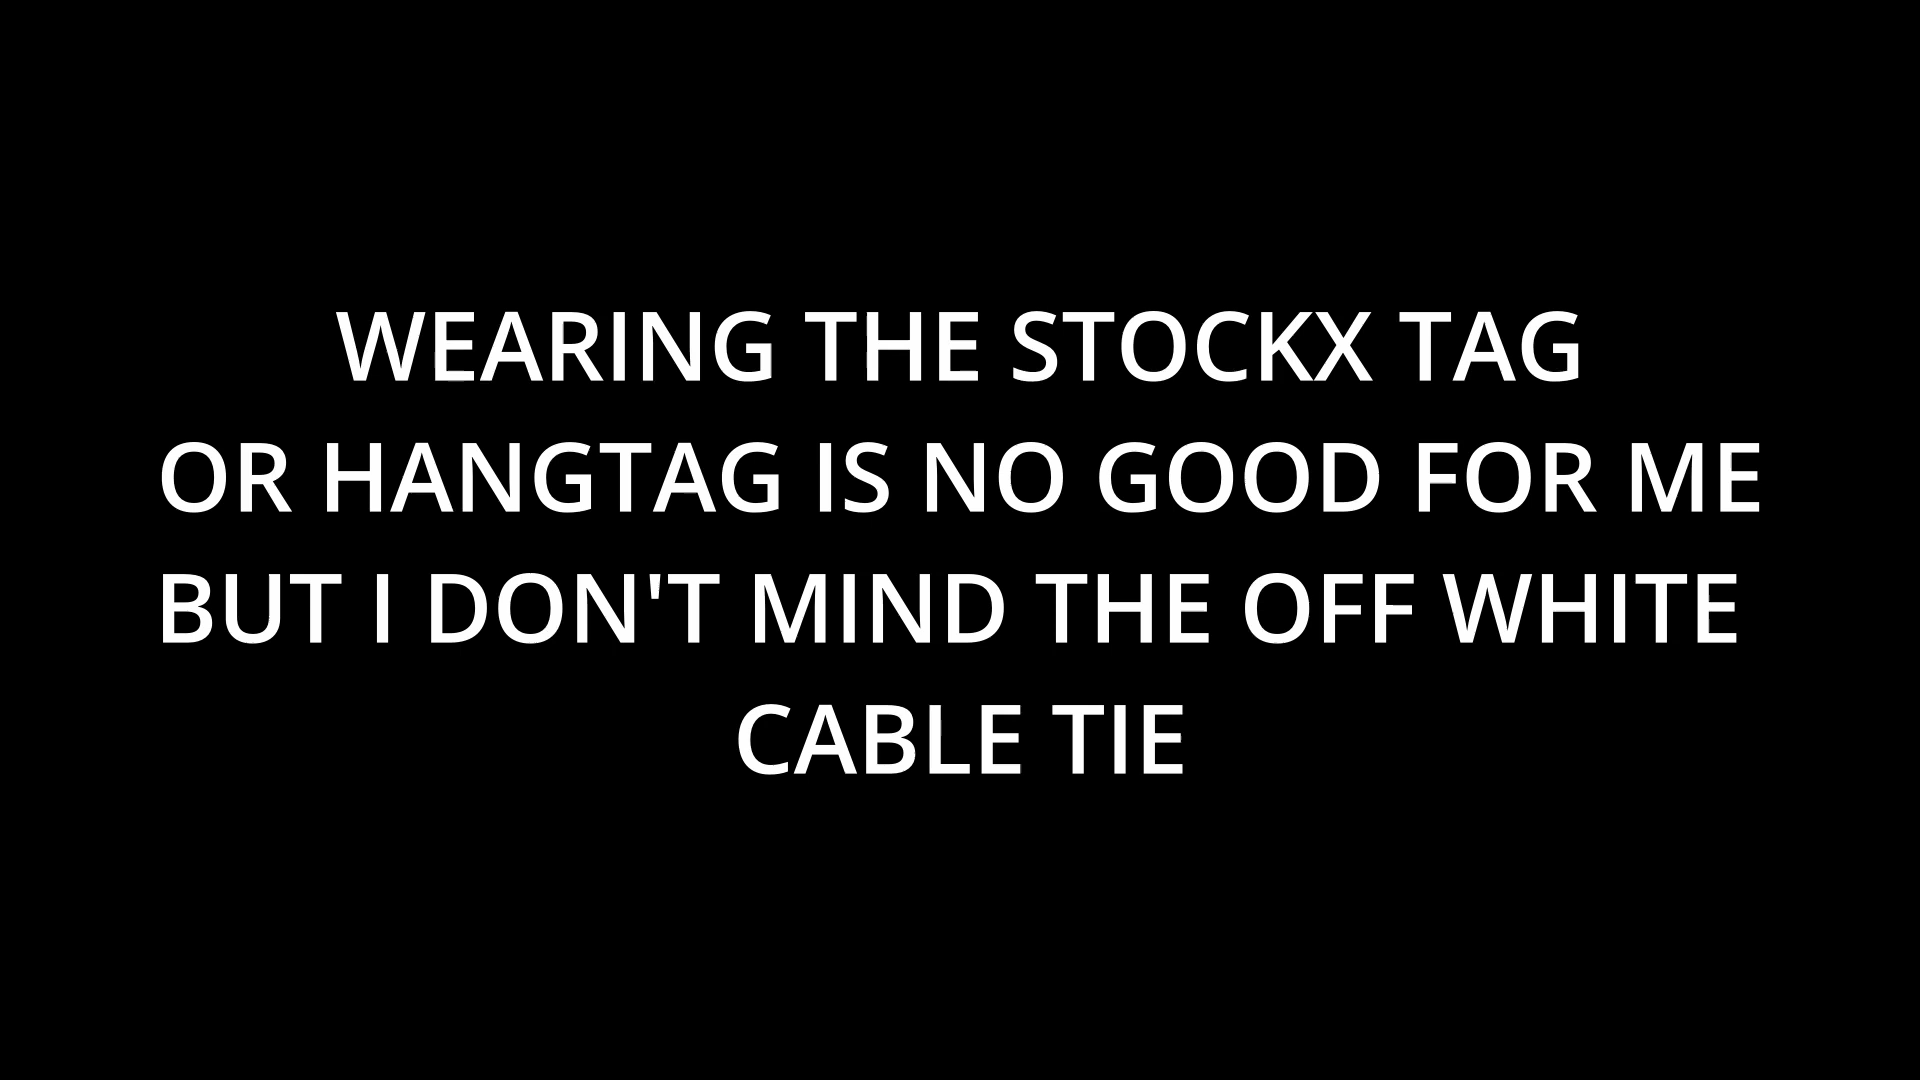 WEARING THE STOCKX TAG
OR HANGTAG IS NO GOOD FOR ME
BUT I DON'T MIND THE OFF WHITE
CABLE TIE